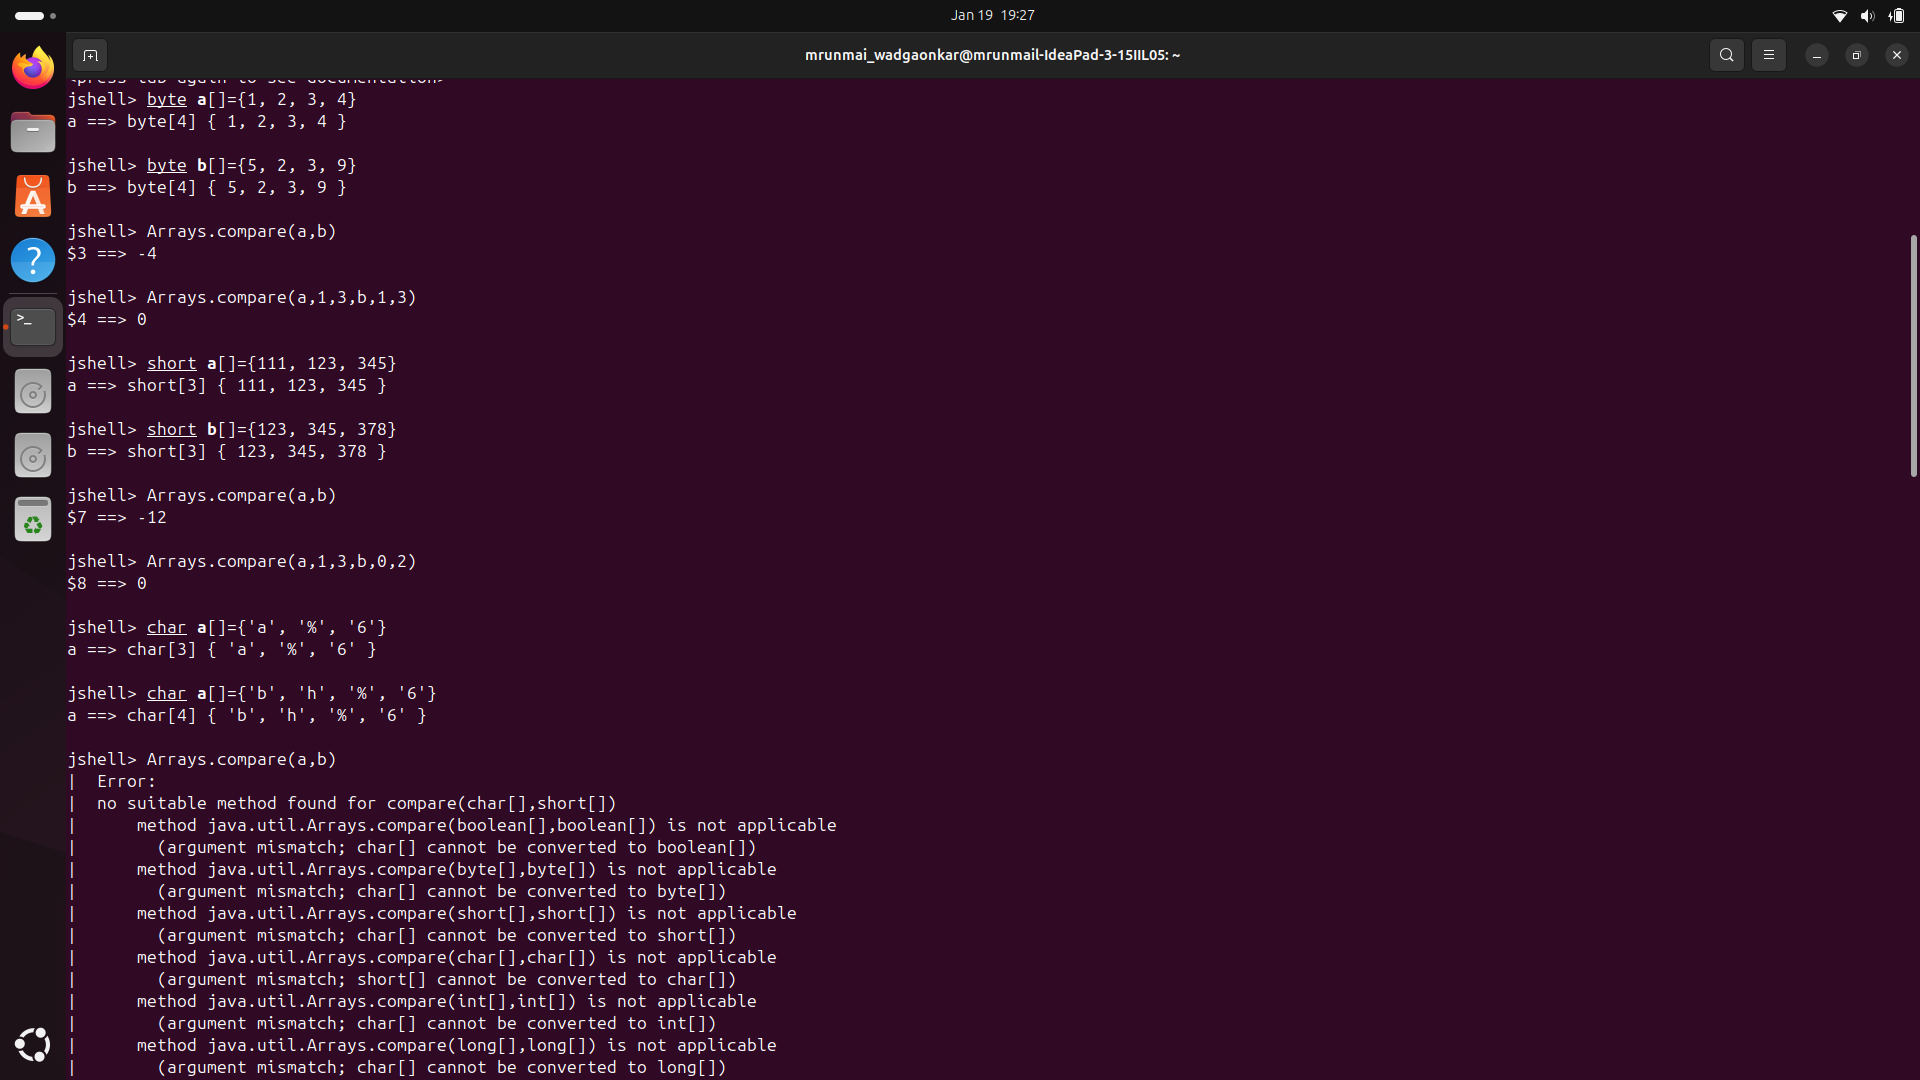 Jan 19 19:27
mrunmai_wadgaonkar@mrunmail-IdeaPad-3-15IIL05: ~
<press tab again to see documentation>
jshell> byte a[]={1, 2, 3, 4}
a ==> byte[4] { 1, 2, 3, 4 }
jshell> byte b[]={5, 2, 3, 9}
b ==> byte[4] { 5, 2, 3, 9 }
jshell> Arrays.compare(a,b)
$3 ==> -4
jshell> Arrays.compare(a,1,3,b,1,3)
$4 ==> 0
jshell> short a[]={111, 123, 345}
a ==> short[3] { 111, 123, 345 }
jshell> short b[]={123, 345, 378}
b ==> short[3] { 123, 345, 378 }
jshell> Arrays.compare(a,b)
$7 ==> -12
jshell> Arrays.compare(a,1,3,b,0,2)
$8 ==> 0
jshell> char a[]={'a', '%', '6'}
a ==> char[3] { 'a', '%', '6' }
jshell> char a[]={'b', 'h', '%', '6'}
a ==> char[4] { 'b', 'h', '%', '6' }
jshell> Arrays.compare(a,b)
|  Error:
|  no suitable method found for compare(char[],short[])
|      method java.util.Arrays.compare(boolean[],boolean[]) is not applicable
|        (argument mismatch; char[] cannot be converted to boolean[])
|      method java.util.Arrays.compare(byte[],byte[]) is not applicable
|        (argument mismatch; char[] cannot be converted to byte[])
|      method java.util.Arrays.compare(short[],short[]) is not applicable
|        (argument mismatch; char[] cannot be converted to short[])
|      method java.util.Arrays.compare(char[],char[]) is not applicable
|        (argument mismatch; short[] cannot be converted to char[])
|      method java.util.Arrays.compare(int[],int[]) is not applicable
|        (argument mismatch; char[] cannot be converted to int[])
|      method java.util.Arrays.compare(long[],long[]) is not applicable
|        (argument mismatch; char[] cannot be converted to long[])